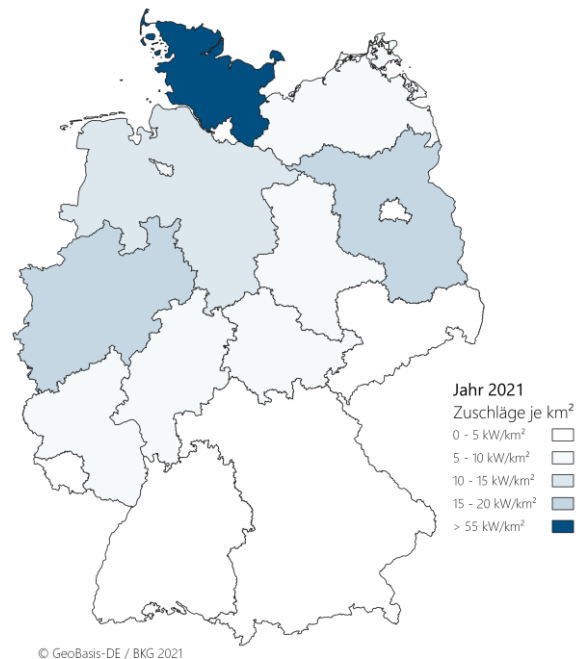 Jahr 2021
Zuschläge je km²
0 - 5 kW/km²
5 - 10 kW/km²
10 - 15 kW/km²
15 - 20 kW/km²
> 55 kW/km²
© GeoBasis-DE / BKG 2021